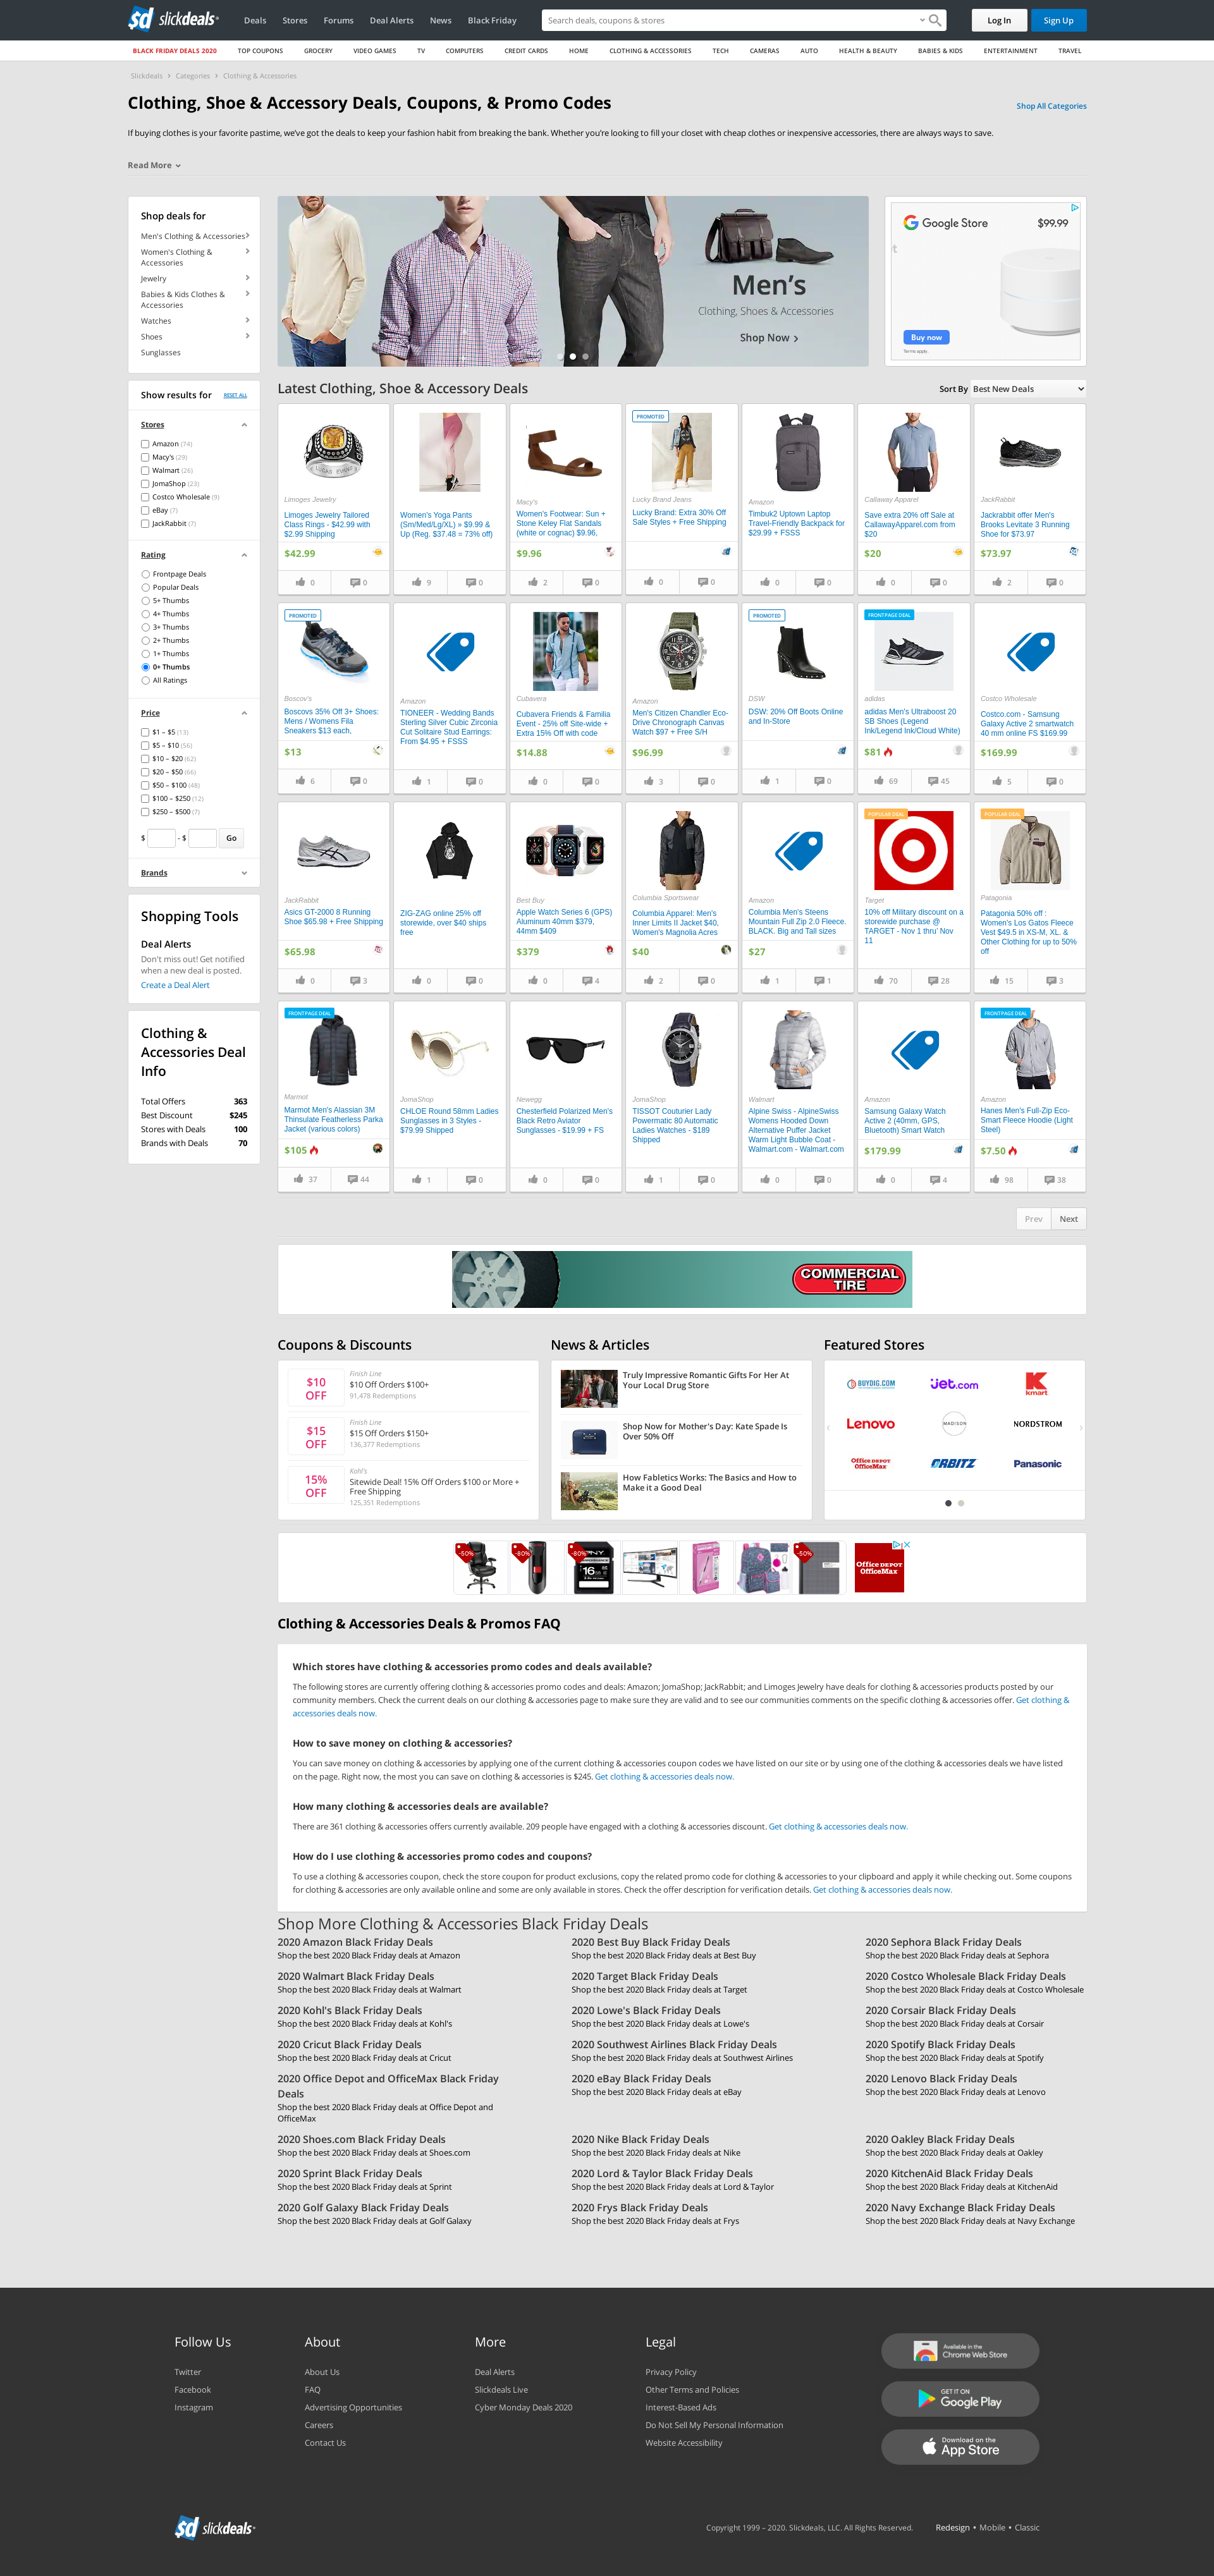 slickdeals
Deals Stores Forums Deal Alerts News Black Friday
Search deals, coupons & stores
Log In
Sign Up
BLACK FRIDAY DEALS 2020 TOP COUPONS GROCERY VIDEO GAMES TV COMPUTERS CREDIT CARDS HOME CLOTHING & ACCESSORIES TECH CAMERAS AUTO HEALTH & BEAUTY BABIES & KIDS ENTERTAINMENT TRAVEL
Slickdeals > Categories > Clothing & Accessories
Clothing, Shoe & Accessory Deals, Coupons, & Promo Codes
Shop All Categories
If buying clothes is your favorite pastime, we've got the deals to keep your fashion habit from breaking the bank. Whether you're looking to fill your closet with cheap clothes or inexpensive accessories, there are always ways to save.
Read More
Shop deals for
Men's Clothing & Accessories
Women's Clothing &
Accessories
Jewelry
Babies & Kids Clothes &
Accessories
Watches
Shoes
Sunglasses
Men's
Clothing, Shoes & Accessories
Shop Now
Google Store $99.99
Buy now
Terms apply.
Show results for RESET ALL
Stores
Amazon (74)
Macy's (29)
Walmart (26)
JomaShop (23)
Costco Wholesale (9)
eBay (7)
JackRabbit (7)
Rating
Frontpage Deals
Popular Deals
5+ Thumbs
4+ Thumbs
3+ Thumbs
2+ Thumbs
1+ Thumbs
0+ Thumbs
All Ratings
Price
$1 – $5 (13)
$5 – $10 (56)
$10 – $20 (62)
$20 – $50 (66)
$50 – $100 (48)
$100 – $250 (12)
$250 – $500 (7)
$ - $ Go
Brands
Shopping Tools
Deal Alerts
Don't miss out! Get notified
when a new deal is posted.
Create a Deal Alert
Clothing &
Accessories Deal
Info
Total Offers 363
Best Discount $245
Stores with Deals 100
Brands with Deals 70
Latest Clothing, Shoe & Accessory Deals
Sort By Best New Deals
Limoges Jewelry
Limoges Jewelry Tailored
Class Rings - $42.99 with
$2.99 Shipping
$42.99
0 0
Women's Yoga Pants
(Sm/Med/Lg/XL) » $9.99 &
Up (Reg. $37.48 = 73% off)
9 0
Macy's
Women's Footwear: Sun +
Stone Keley Flat Sandals
(white or cognac) $9.96,
$9.96
2 0
PROMOTED
Lucky Brand Jeans
Lucky Brand: Extra 30% Off
Sale Styles + Free Shipping
0 0
Amazon
Timbuk2 Uptown Laptop
Travel-Friendly Backpack for
$29.99 + FSSS
0 0
Callaway Apparel
Save extra 20% off Sale at
CallawayApparel.com from
$20
$20
0 0
JackRabbit
Jackrabbit offer Men's
Brooks Levitate 3 Running
Shoe for $73.97
$73.97
2 0
PROMOTED
Boscov's
Boscovs 35% Off 3+ Shoes:
Mens / Womens Fila
Sneakers $13 each,
$13
6 0
Amazon
TIONEER - Wedding Bands
Sterling Silver Cubic Zirconia
Cut Solitaire Stud Earrings:
From $4.95 + FSSS
1 0
Cubavera
Cubavera Friends & Familia
Event - 25% off Site-wide +
Extra 15% Off with code
$14.88
0 0
Amazon
Men's Citizen Chandler Eco-
Drive Chronograph Canvas
Watch $97 + Free S/H
$96.99
3 0
PROMOTED
DSW
DSW: 20% Off Boots Online
and In-Store
1 0
FRONTPAGE DEAL
adidas
adidas Men's Ultraboost 20
SB Shoes (Legend
Ink/Legend Ink/Cloud White)
$81
69 45
Costco Wholesale
Costco.com - Samsung
Galaxy Active 2 smartwatch
40 mm online FS $169.99
$169.99
5 0
JackRabbit
Asics GT-2000 8 Running
Shoe $65.98 + Free Shipping
$65.98
0 3
ZIG-ZAG online 25% off
storewide, over $40 ships
free
0 0
Best Buy
Apple Watch Series 6 (GPS)
Aluminum 40mm $379,
44mm $409
$379
0 4
Columbia Sportswear
Columbia Apparel: Men's
Inner Limits II Jacket $40,
Women's Magnolia Acres
$40
2 0
Amazon
Columbia Men's Steens
Mountain Full Zip 2.0 Fleece.
BLACK. Big and Tall sizes
$27
1 1
POPULAR DEAL
Target
10% off Military discount on a
storewide purchase @
TARGET - Nov 1 thru' Nov
11
70 28
POPULAR DEAL
Patagonia
Patagonia 50% off :
Women's Los Gatos Fleece
Vest $49.5 in XS-M, XL. &
Other Clothing for up to 50%
off
15 3
FRONTPAGE DEAL
Marmot
Marmot Men's Alassian 3M
Thinsulate Featherless Parka
Jacket (various colors)
$105
37 44
JomaShop
CHLOE Round 58mm Ladies
Sunglasses in 3 Styles -
$79.99 Shipped
1 0
Newegg
Chesterfield Polarized Men's
Black Retro Aviator
Sunglasses - $19.99 + FS
0 0
JomaShop
TISSOT Couturier Lady
Powermatic 80 Automatic
Ladies Watches - $189
Shipped
1 0
Walmart
Alpine Swiss - AlpineSwiss
Womens Hooded Down
Alternative Puffer Jacket
Warm Light Bubble Coat -
Walmart.com - Walmart.com
0 0
Amazon
Samsung Galaxy Watch
Active 2 (40mm, GPS,
Bluetooth) Smart Watch
$179.99
0 4
FRONTPAGE DEAL
Amazon
Hanes Men's Full-Zip Eco-
Smart Fleece Hoodie (Light
Steel)
$7.50
98 38
Prev Next
COMMERCIAL
TIRE
Coupons & Discounts
$10
OFF
Finish Line
$10 Off Orders $100+
91,478 Redemptions
$15
OFF
Finish Line
$15 Off Orders $150+
136,377 Redemptions
15%
OFF
Kohl's
Sitewide Deal! 15% Off Orders $100 or More +
Free Shipping
125,351 Redemptions
News & Articles
Truly Impressive Romantic Gifts For Her At
Your Local Drug Store
Shop Now for Mother's Day: Kate Spade Is
Over 50% Off
How Fabletics Works: The Basics and How to
Make it a Good Deal
Featured Stores
BUYDIG.COM jet.com Kmart
Lenovo MADISON NORDSTROM
Office DEPOT
OfficeMax
ORBITZ Panasonic
-50% -80% -80% PNY 16 -50%
Office DEPOT
OfficeMax
Clothing & Accessories Deals & Promos FAQ
Which stores have clothing & accessories promo codes and deals available?
The following stores are currently offering clothing & accessories promo codes and deals: Amazon; JomaShop; JackRabbit; and Limoges Jewelry have deals for clothing & accessories products posted by our
community members. Check the current deals on our clothing & accessories page to make sure they are valid and to see our communities comments on the specific clothing & accessories offer. Get clothing &
accessories deals now.
How to save money on clothing & accessories?
You can save money on clothing & accessories by applying one of the current clothing & accessories coupon codes we have listed on our site or by using one of the clothing & accessories deals we have listed
on the page. Right now, the most you can save on clothing & accessories is $245. Get clothing & accessories deals now.
How many clothing & accessories deals are available?
There are 361 clothing & accessories offers currently available. 209 people have engaged with a clothing & accessories discount. Get clothing & accessories deals now.
How do I use clothing & accessories promo codes and coupons?
To use a clothing & accessories coupon, check the store coupon for product exclusions, copy the related promo code for clothing & accessories to your clipboard and apply it while checking out. Some coupons
for clothing & accessories are only available online and some are only available in stores. Check the offer description for verification details. Get clothing & accessories deals now.
Shop More Clothing & Accessories Black Friday Deals
2020 Amazon Black Friday Deals
Shop the best 2020 Black Friday deals at Amazon
2020 Best Buy Black Friday Deals
Shop the best 2020 Black Friday deals at Best Buy
2020 Sephora Black Friday Deals
Shop the best 2020 Black Friday deals at Sephora
2020 Walmart Black Friday Deals
Shop the best 2020 Black Friday deals at Walmart
2020 Target Black Friday Deals
Shop the best 2020 Black Friday deals at Target
2020 Costco Wholesale Black Friday Deals
Shop the best 2020 Black Friday deals at Costco Wholesale
2020 Kohl's Black Friday Deals
Shop the best 2020 Black Friday deals at Kohl's
2020 Lowe's Black Friday Deals
Shop the best 2020 Black Friday deals at Lowe's
2020 Corsair Black Friday Deals
Shop the best 2020 Black Friday deals at Corsair
2020 Cricut Black Friday Deals
Shop the best 2020 Black Friday deals at Cricut
2020 Southwest Airlines Black Friday Deals
Shop the best 2020 Black Friday deals at Southwest Airlines
2020 Spotify Black Friday Deals
Shop the best 2020 Black Friday deals at Spotify
2020 Office Depot and OfficeMax Black Friday
Deals
Shop the best 2020 Black Friday deals at Office Depot and
OfficeMax
2020 eBay Black Friday Deals
Shop the best 2020 Black Friday deals at eBay
2020 Lenovo Black Friday Deals
Shop the best 2020 Black Friday deals at Lenovo
2020 Shoes.com Black Friday Deals
Shop the best 2020 Black Friday deals at Shoes.com
2020 Nike Black Friday Deals
Shop the best 2020 Black Friday deals at Nike
2020 Oakley Black Friday Deals
Shop the best 2020 Black Friday deals at Oakley
2020 Sprint Black Friday Deals
Shop the best 2020 Black Friday deals at Sprint
2020 Lord & Taylor Black Friday Deals
Shop the best 2020 Black Friday deals at Lord & Taylor
2020 KitchenAid Black Friday Deals
Shop the best 2020 Black Friday deals at KitchenAid
2020 Golf Galaxy Black Friday Deals
Shop the best 2020 Black Friday deals at Golf Galaxy
2020 Frys Black Friday Deals
Shop the best 2020 Black Friday deals at Frys
2020 Navy Exchange Black Friday Deals
Shop the best 2020 Black Friday deals at Navy Exchange
Follow Us
Twitter
Facebook
Instagram
About
About Us
FAQ
Advertising Opportunities
Careers
Contact Us
More
Deal Alerts
Slickdeals Live
Cyber Monday Deals 2020
Legal
Privacy Policy
Other Terms and Policies
Interest-Based Ads
Do Not Sell My Personal Information
Website Accessibility
Available in the
Chrome Web Store
GET IT ON
Google Play
Download on the
App Store
slickdeals
Copyright 1999 – 2020. Slickdeals, LLC. All Rights Reserved.
Redesign • Mobile • Classic